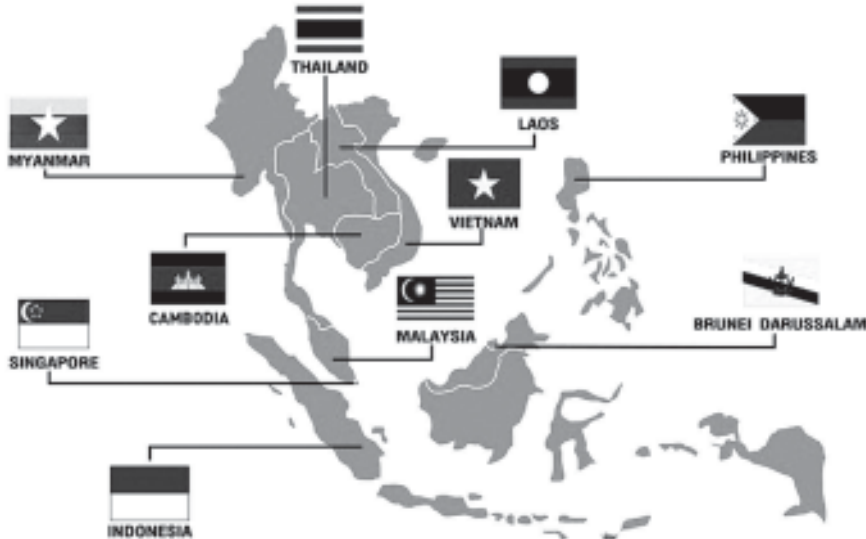 THAILAND
LAOS
MYANMAR
PHILIPPINES
VIETNAM
CAMBODIA
MALAYSIA
BRUNEI DARUSSALAM
SINGAPORE
INDONESIA